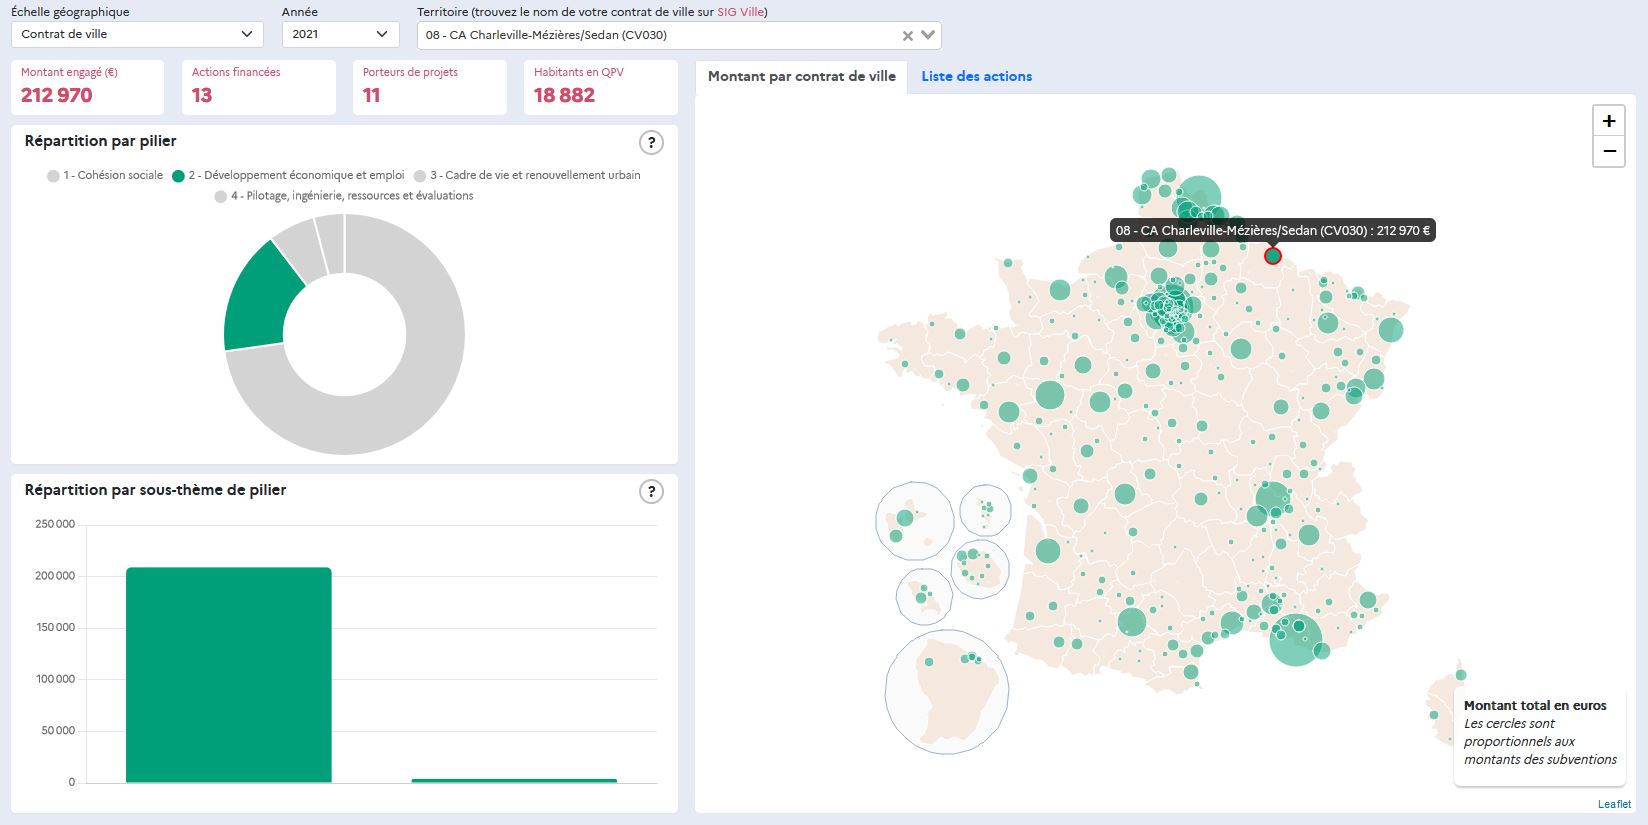 Échelle géographique
Année
Territoire (trouvez le nom de votre contrat de ville sur SIG Ville)
Contrat de ville
2021
08 - CA Charleville-Mézières/Sedan (CV030)
Montant engagé (€)
212 970
Actions financées
13
Porteurs de projets
11
Habitants en QPV
18 882
Répartition par pilier
?
1 - Cohésion sociale
2 - Développement économique et emploi
3 - Cadre de vie et renouvellement urbain
4 - Pilotage, ingénierie, ressources et évaluations
Répartition par sous-thème de pilier
?
250 000
200 000
150 000
100 000
50 000
0
Montant par contrat de ville
Liste des actions
+
−
08 - CA Charleville-Mézières/Sedan (CV030) : 212 970 €
Montant total en euros
Les cercles sont
proportionnels aux
montants des subventions
Leaflet